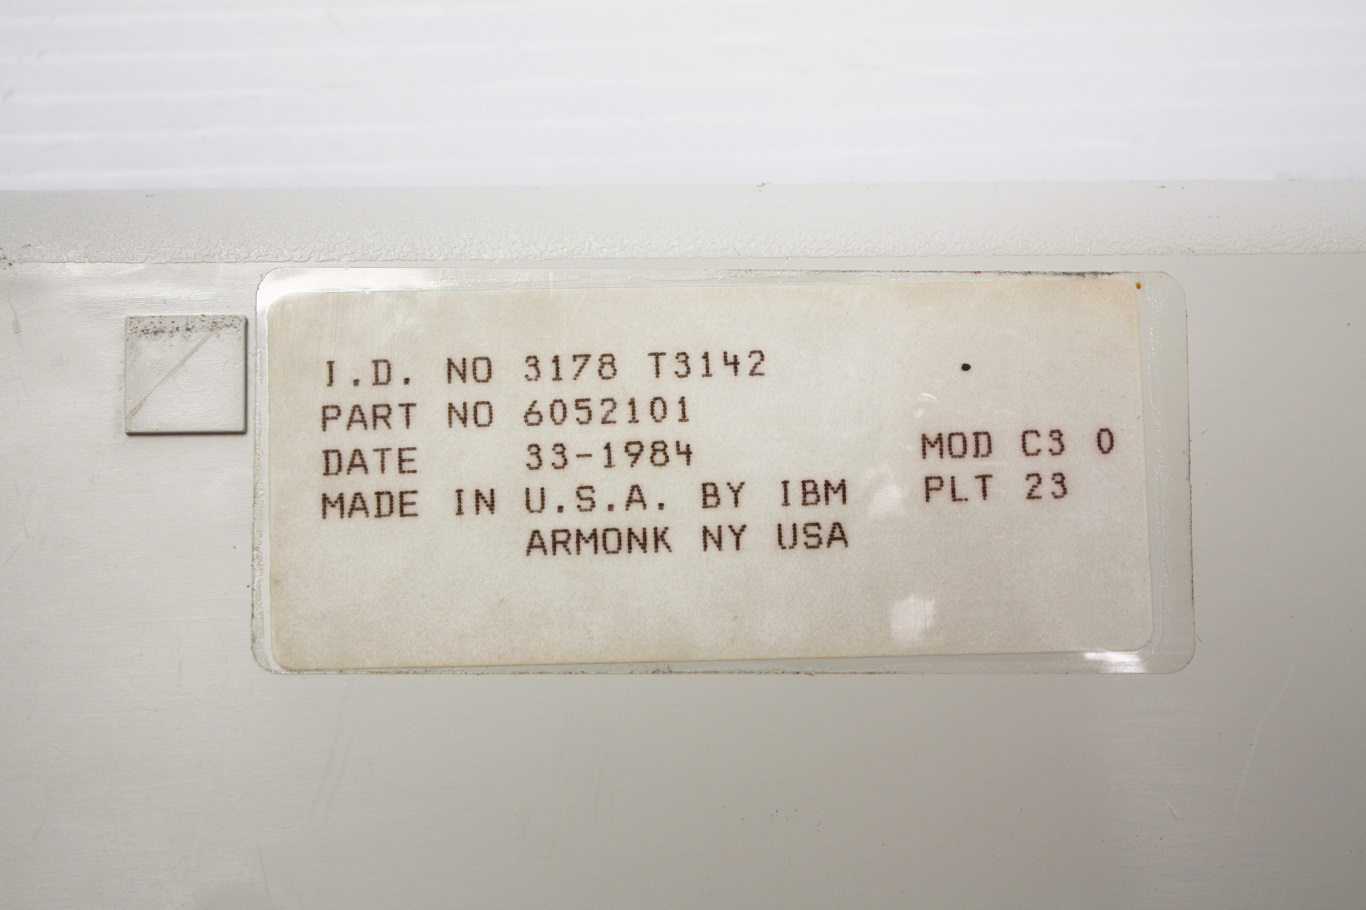 I.D. NO 3178 T3142
PART NO 6052101
DATE 33-1984 MOD C3 0
MADE IN U.S.A. BY IBM PLT 23
ARMONK NY USA